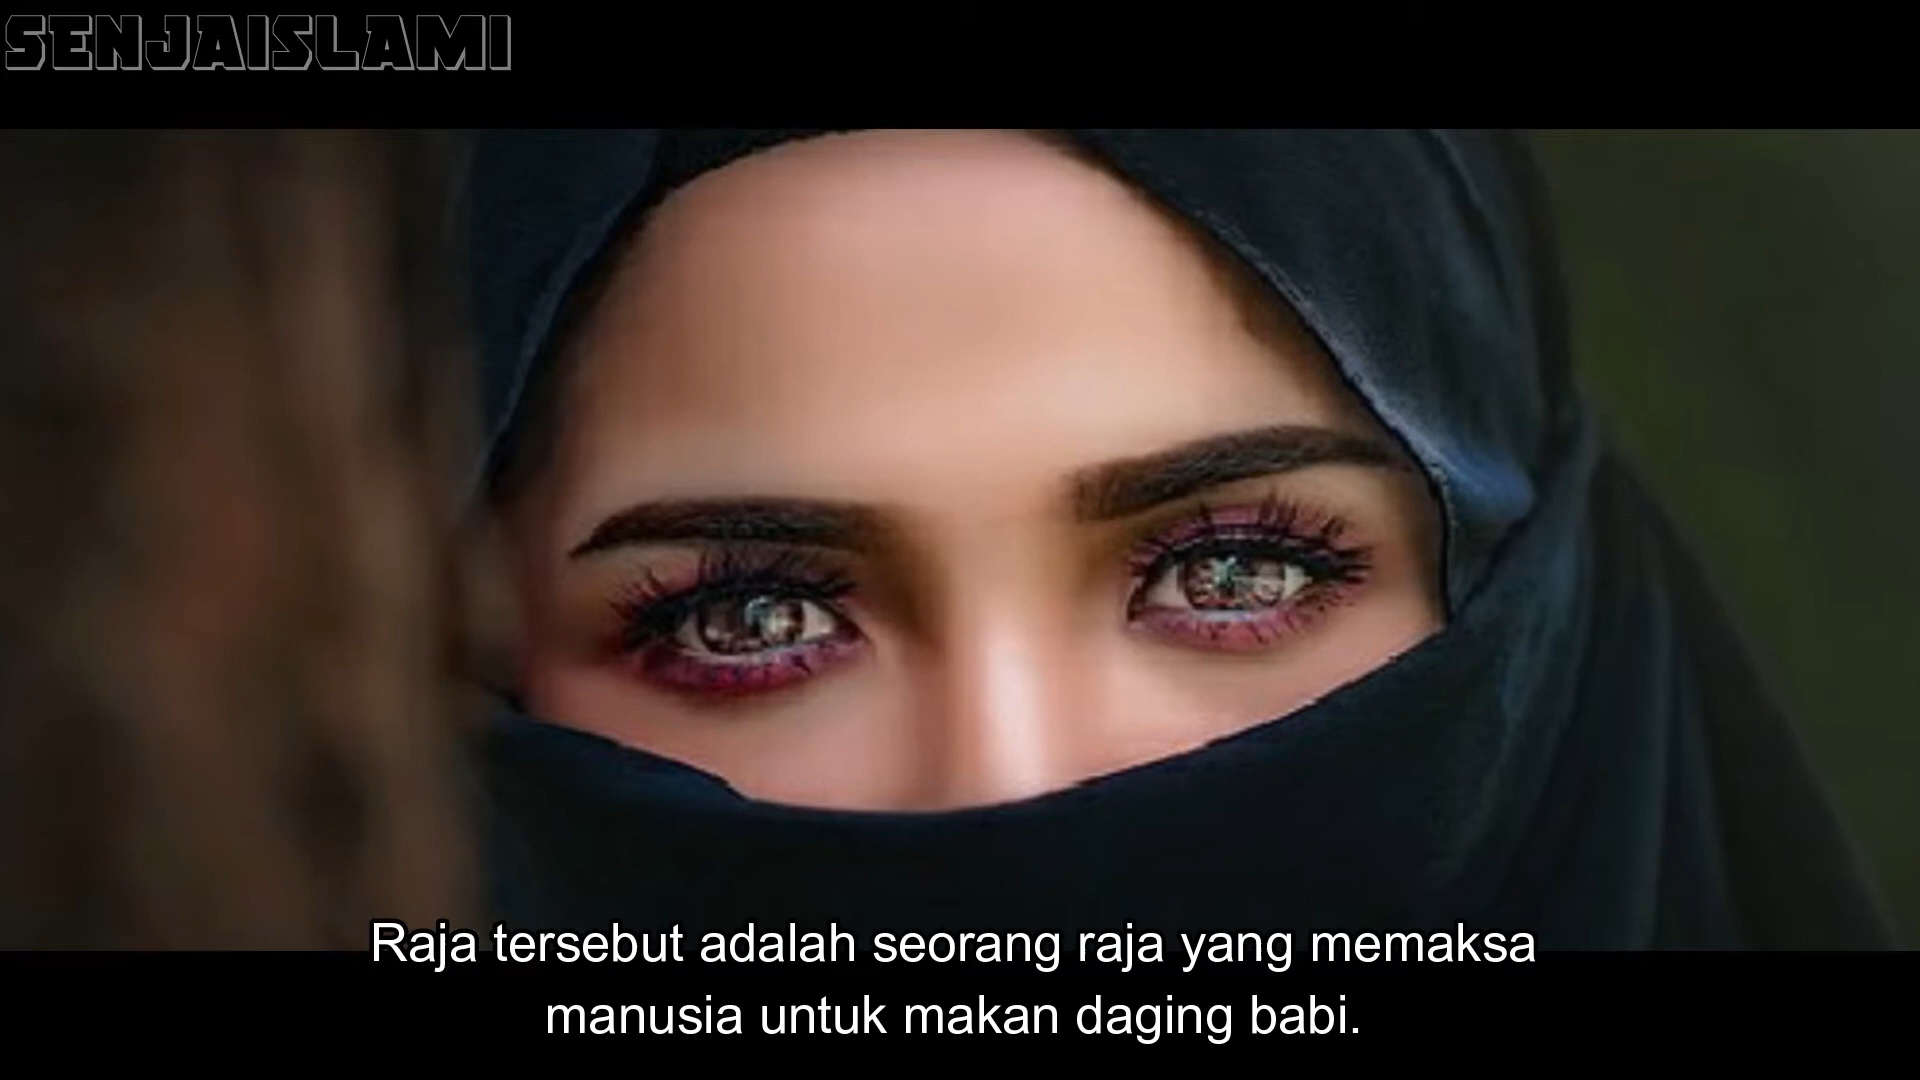 SENJAISLAMI
Raja tersebut adalah seorang raja yang memaksa
manusia untuk makan daging babi.